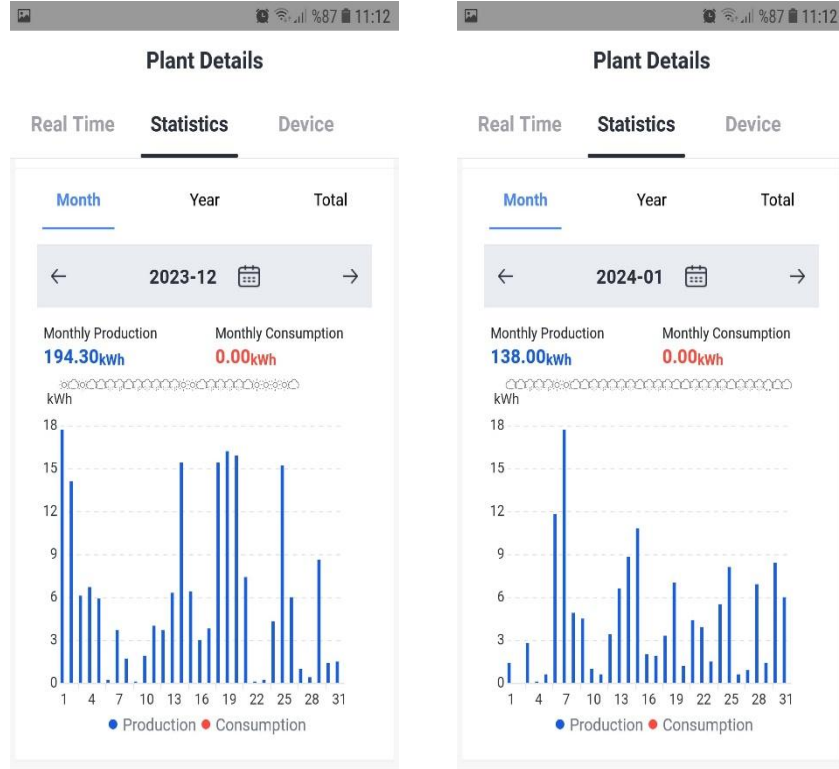 %87 11:12
Plant Details
Real Time Statistics Device
Month Year Total
2023-12
Monthly Production Monthly Consumption
194.30kWh 0.00kWh
kWh
18
15
12
9
6
3
0
1 4 7 10 13 16 19 22 25 28 31
Production Consumption
%87 11:12
Plant Details
Real Time Statistics Device
Month Year Total
2024-01
Monthly Production Monthly Consumption
138.00kWh 0.00kWh
kWh
18
15
12
9
6
3
0
1 4 7 10 13 16 19 22 25 28 31
Production Consumption